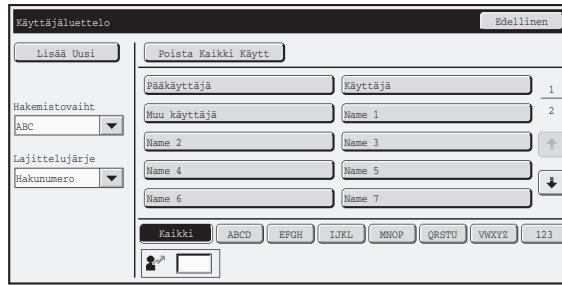 Käyttäjäluettelo Edellinen
Lisää Uusi Poista Kaikki Käytt
Pääkäyttäjä Käyttäjä 1
Hakemistovaiht
ABC Muu käyttäjä Name 1 2
Name 2 Name 3
Lajittelujärje
Hakunumero Name 4 Name 5
Name 6 Name 7
Kaikki ABCD EFGH IJKL MNOP QRSTU VWXYZ 123